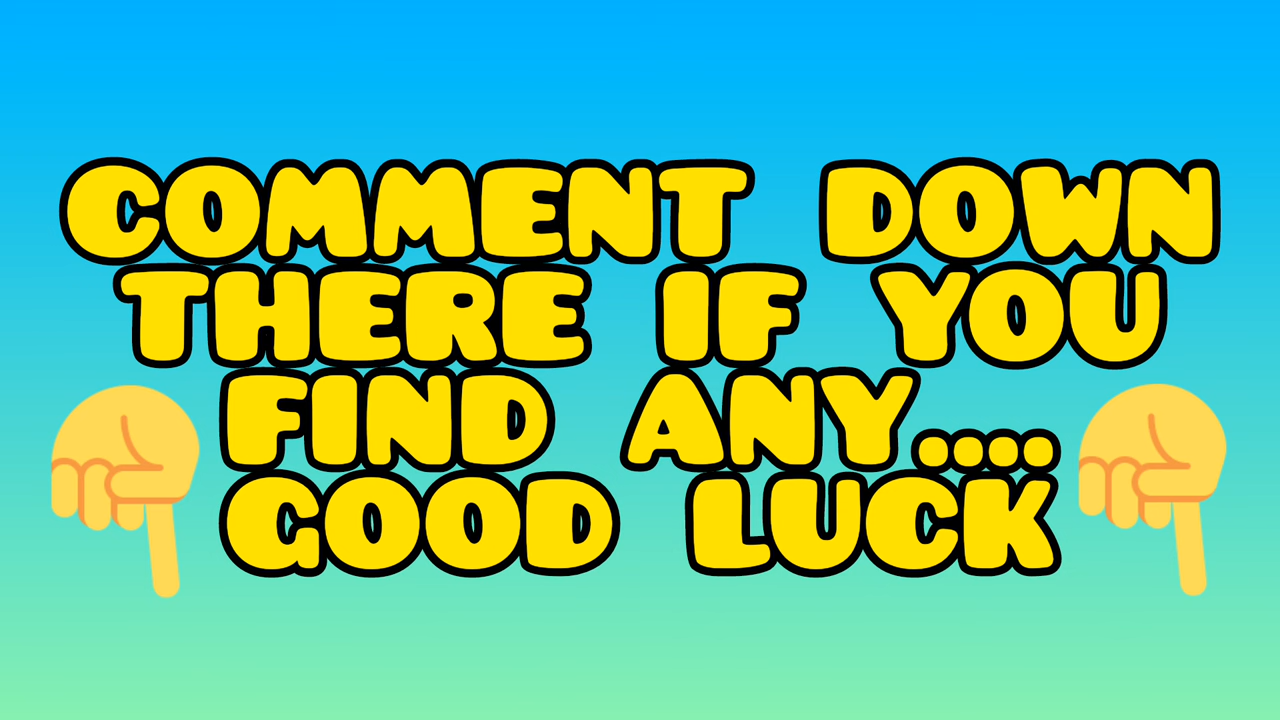 COMMENT DOWN
THERE IF YOU
FIND ANY....
GOOD LUCK